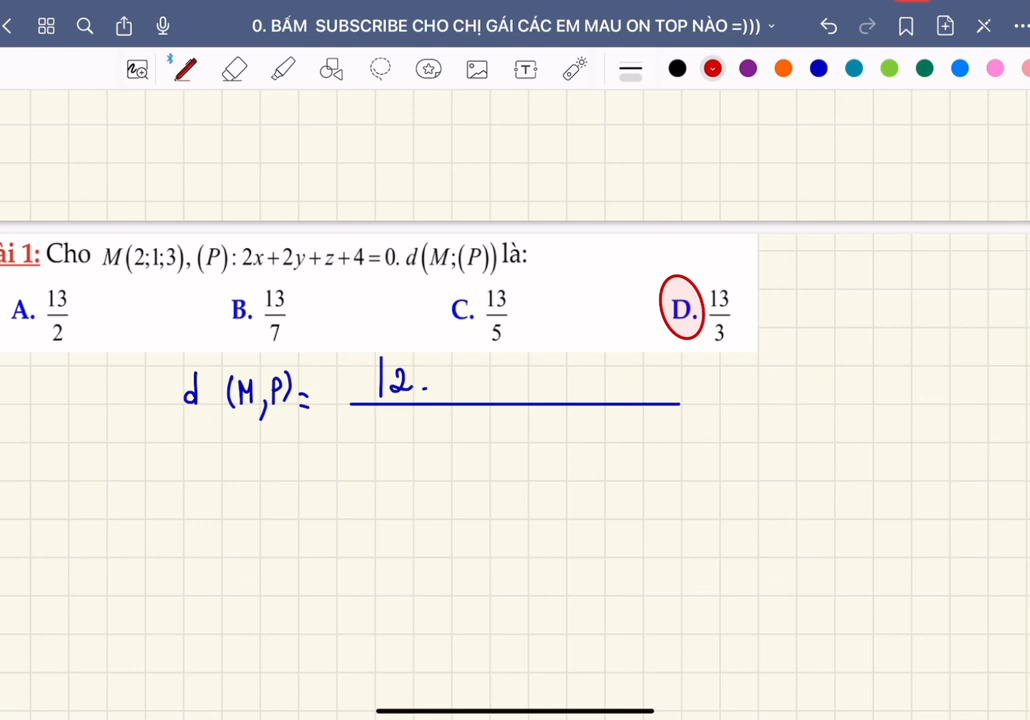 0. BẤM SUBSCRIBE CHO CHỊ GÁI CÁC EM MAU ON TOP NÀO =)))
ài 1: Cho M(2;1;3), (P): 2x+2y+z+4=0. d(M;(P)) là:
A. 13/2 B. 13/7 C. 13/5 D. 13/3
d (M,P) = |2.